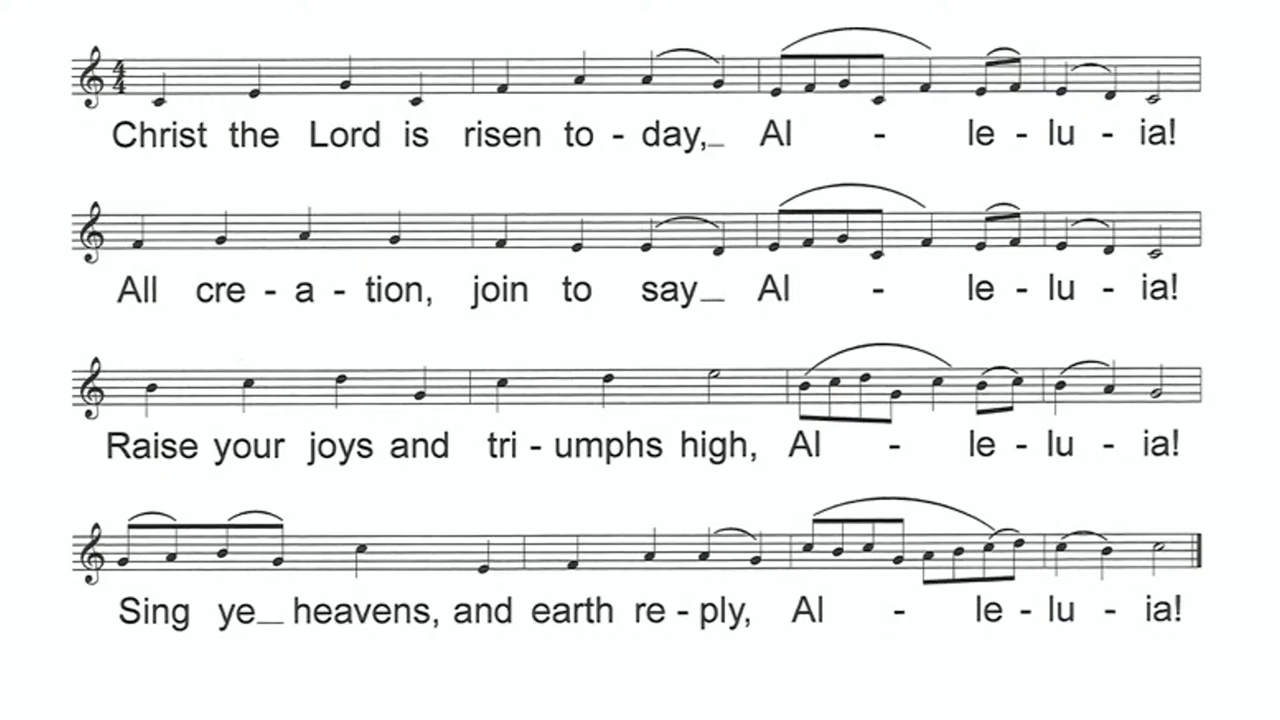 Christ the Lord is risen to - day,_ Al - le - lu - ia!
All cre - a - tion, join to say_ Al - le - lu - ia!
Raise your joys and tri - umphs high, Al - le - lu - ia!
Sing ye_ heavens, and earth re - ply, Al - le - lu - ia!